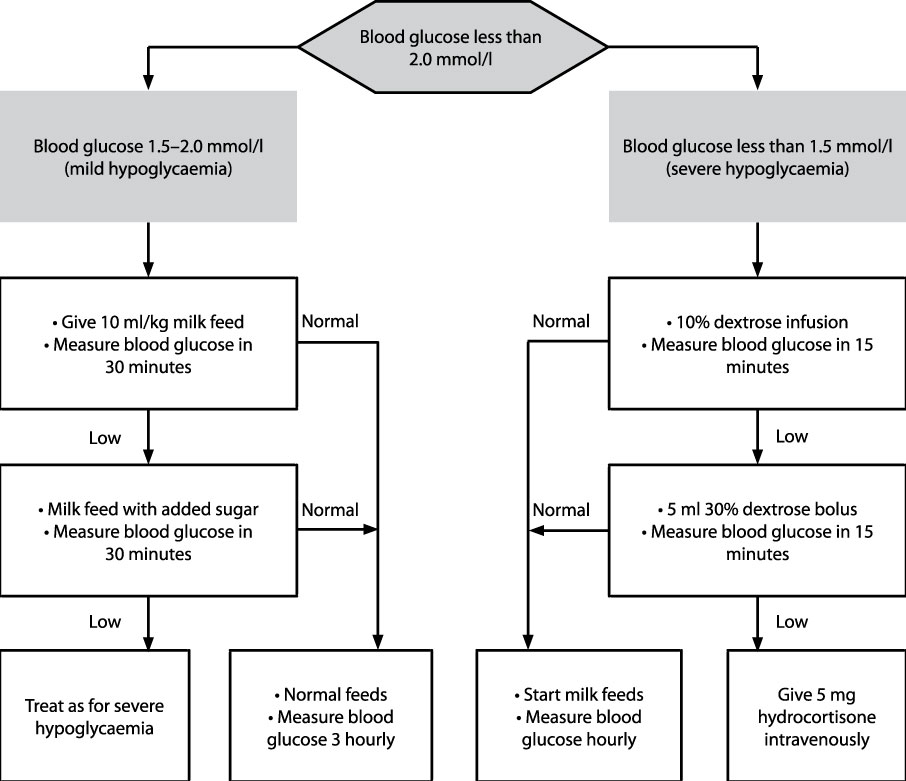 Blood glucose less than
2.0 mmol/l
Blood glucose 1.5–2.0 mmol/l
(mild hypoglycaemia)
Blood glucose less than 1.5 mmol/l
(severe hypoglycaemia)
• Give 10 ml/kg milk feed
• Measure blood glucose in
30 minutes
Normal
Normal
• 10% dextrose infusion
• Measure blood glucose in 15
minutes
Low
Low
• Milk feed with added sugar
• Measure blood glucose in
30 minutes
Normal
Normal
• 5 ml 30% dextrose bolus
• Measure blood glucose in 15
minutes
Low
Low
Treat as for severe
hypoglycaemia
• Normal feeds
• Measure blood
glucose 3 hourly
• Start milk feeds
• Measure blood
glucose hourly
Give 5 mg
hydrocortisone
intravenously